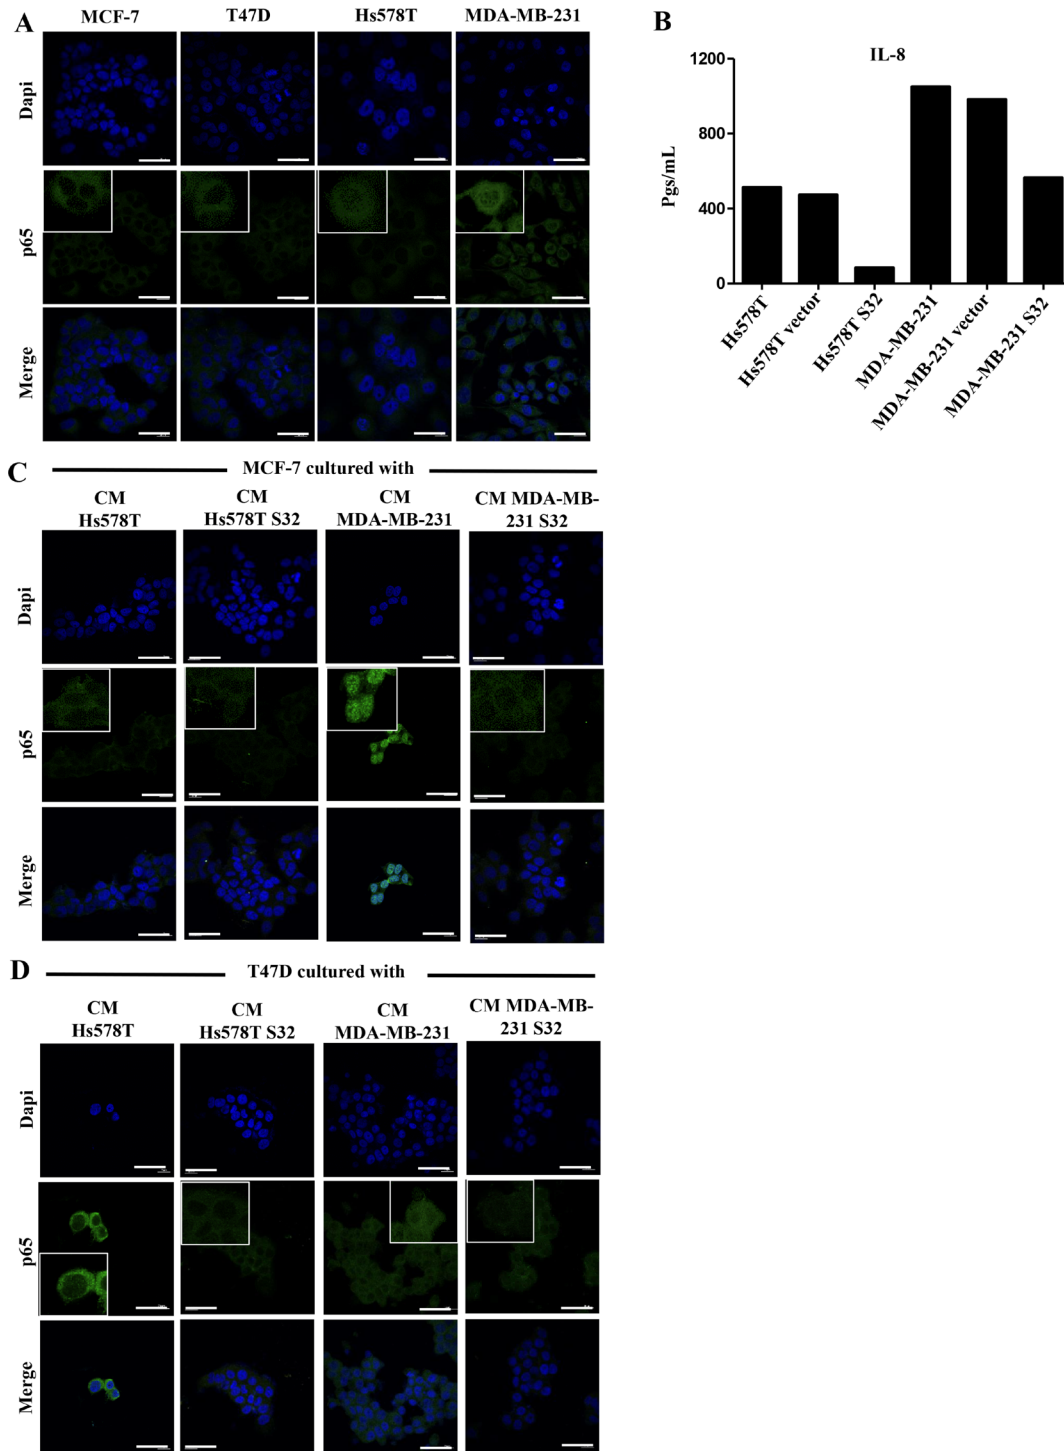 A
MCF-7
T47D
Hs578T
MDA-MB-231
Dapi
p65
Merge
B
IL-8
Pgs/mL
1200
800
400
0
Hs578T
Hs578T vector
Hs578T S32
MDA-MB-231
MDA-MB-231 vector
MDA-MB-231 S32
C
MCF-7 cultured with
CM
Hs578T
CM
Hs578T S32
CM
MDA-MB-231
CM MDA-MB-
231 S32
Dapi
p65
Merge
D
T47D cultured with
CM
Hs578T
CM
Hs578T S32
CM
MDA-MB-231
CM MDA-MB-
231 S32
Dapi
p65
Merge